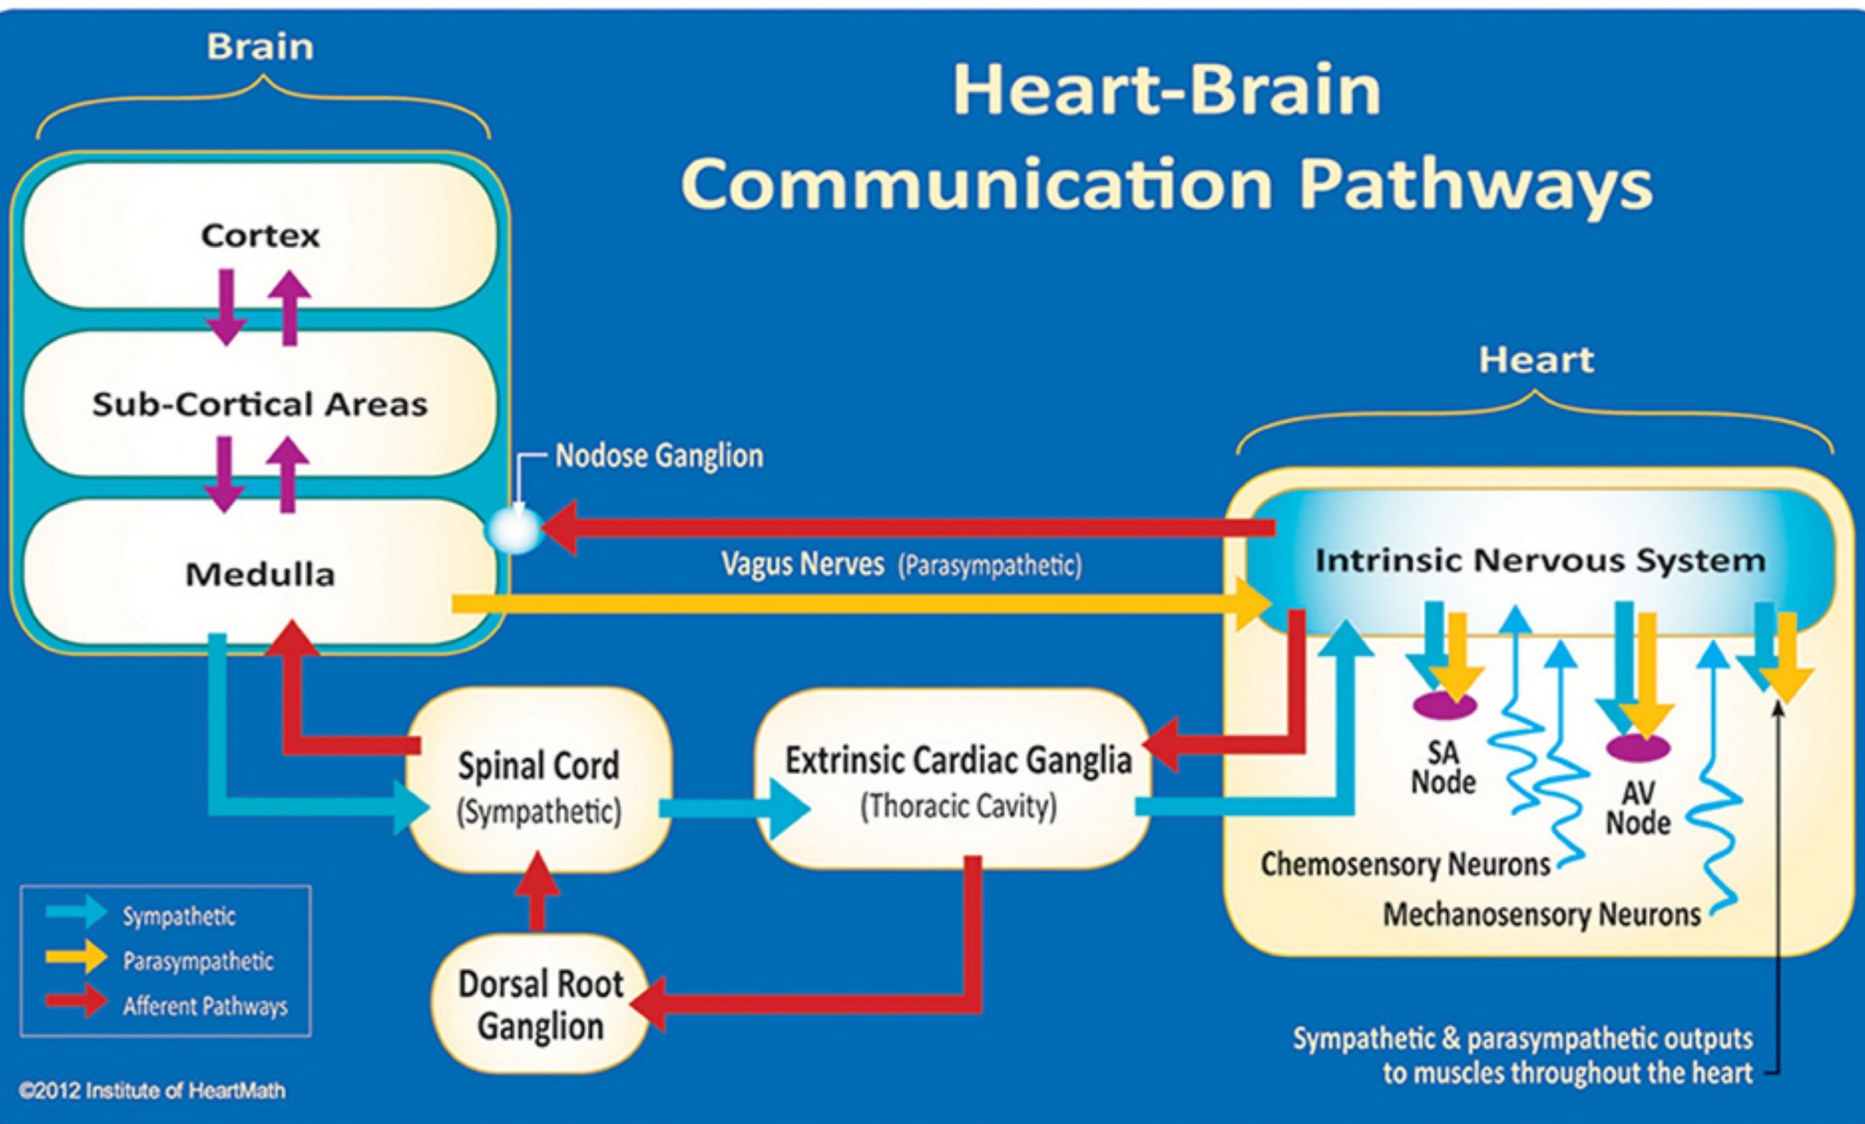 Brain
Heart-Brain
Communication Pathways
Cortex
Sub-Cortical Areas
Medulla
Nodose Ganglion
Vagus Nerves (Parasympathetic)
Heart
Intrinsic Nervous System
SA
Node
AV
Node
Chemosensory Neurons
Mechanosensory Neurons
Spinal Cord
(Sympathetic)
Extrinsic Cardiac Ganglia
(Thoracic Cavity)
Dorsal Root
Ganglion
Sympathetic
Parasympathetic
Afferent Pathways
Sympathetic & parasympathetic outputs
to muscles throughout the heart
©2012 Institute of HeartMath